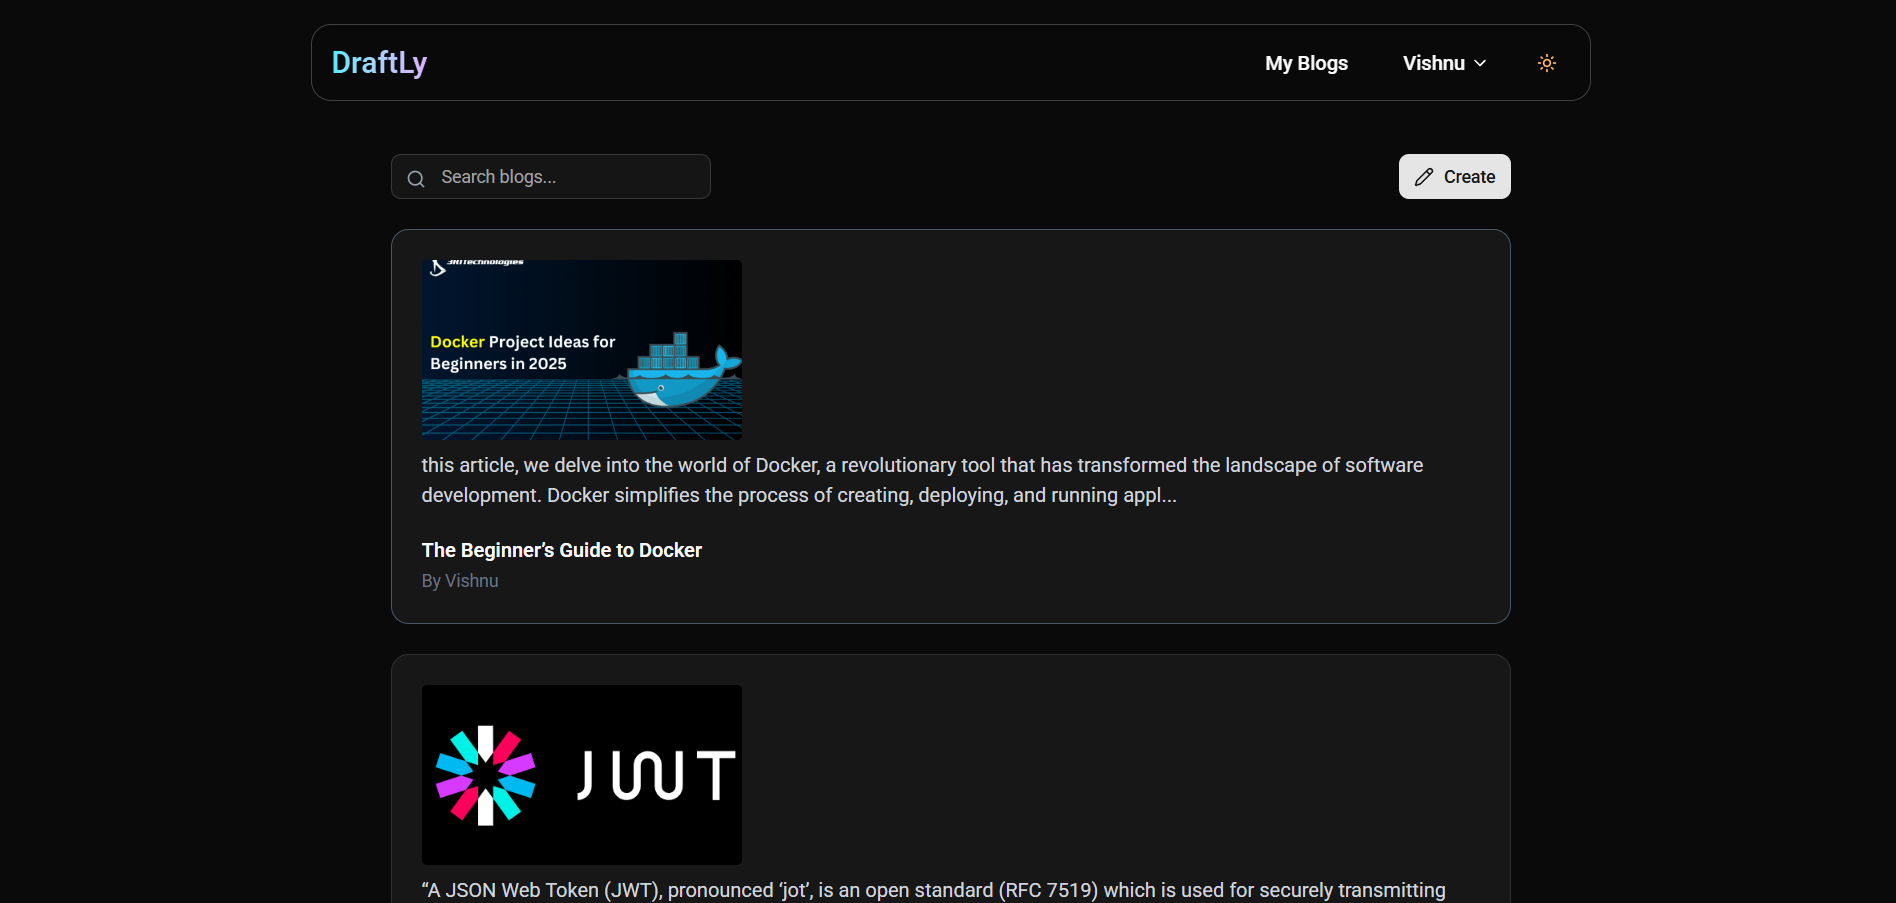 DraftLy
My Blogs
Vishnu
Search blogs...
Create
3RI Technologies
Docker Project Ideas for
Beginners in 2025
this article, we delve into the world of Docker, a revolutionary tool that has transformed the landscape of software
development. Docker simplifies the process of creating, deploying, and running appl...
The Beginner’s Guide to Docker
By Vishnu
JWT
“A JSON Web Token (JWT), pronounced ‘jot’, is an open standard (RFC 7519) which is used for securely transmitting